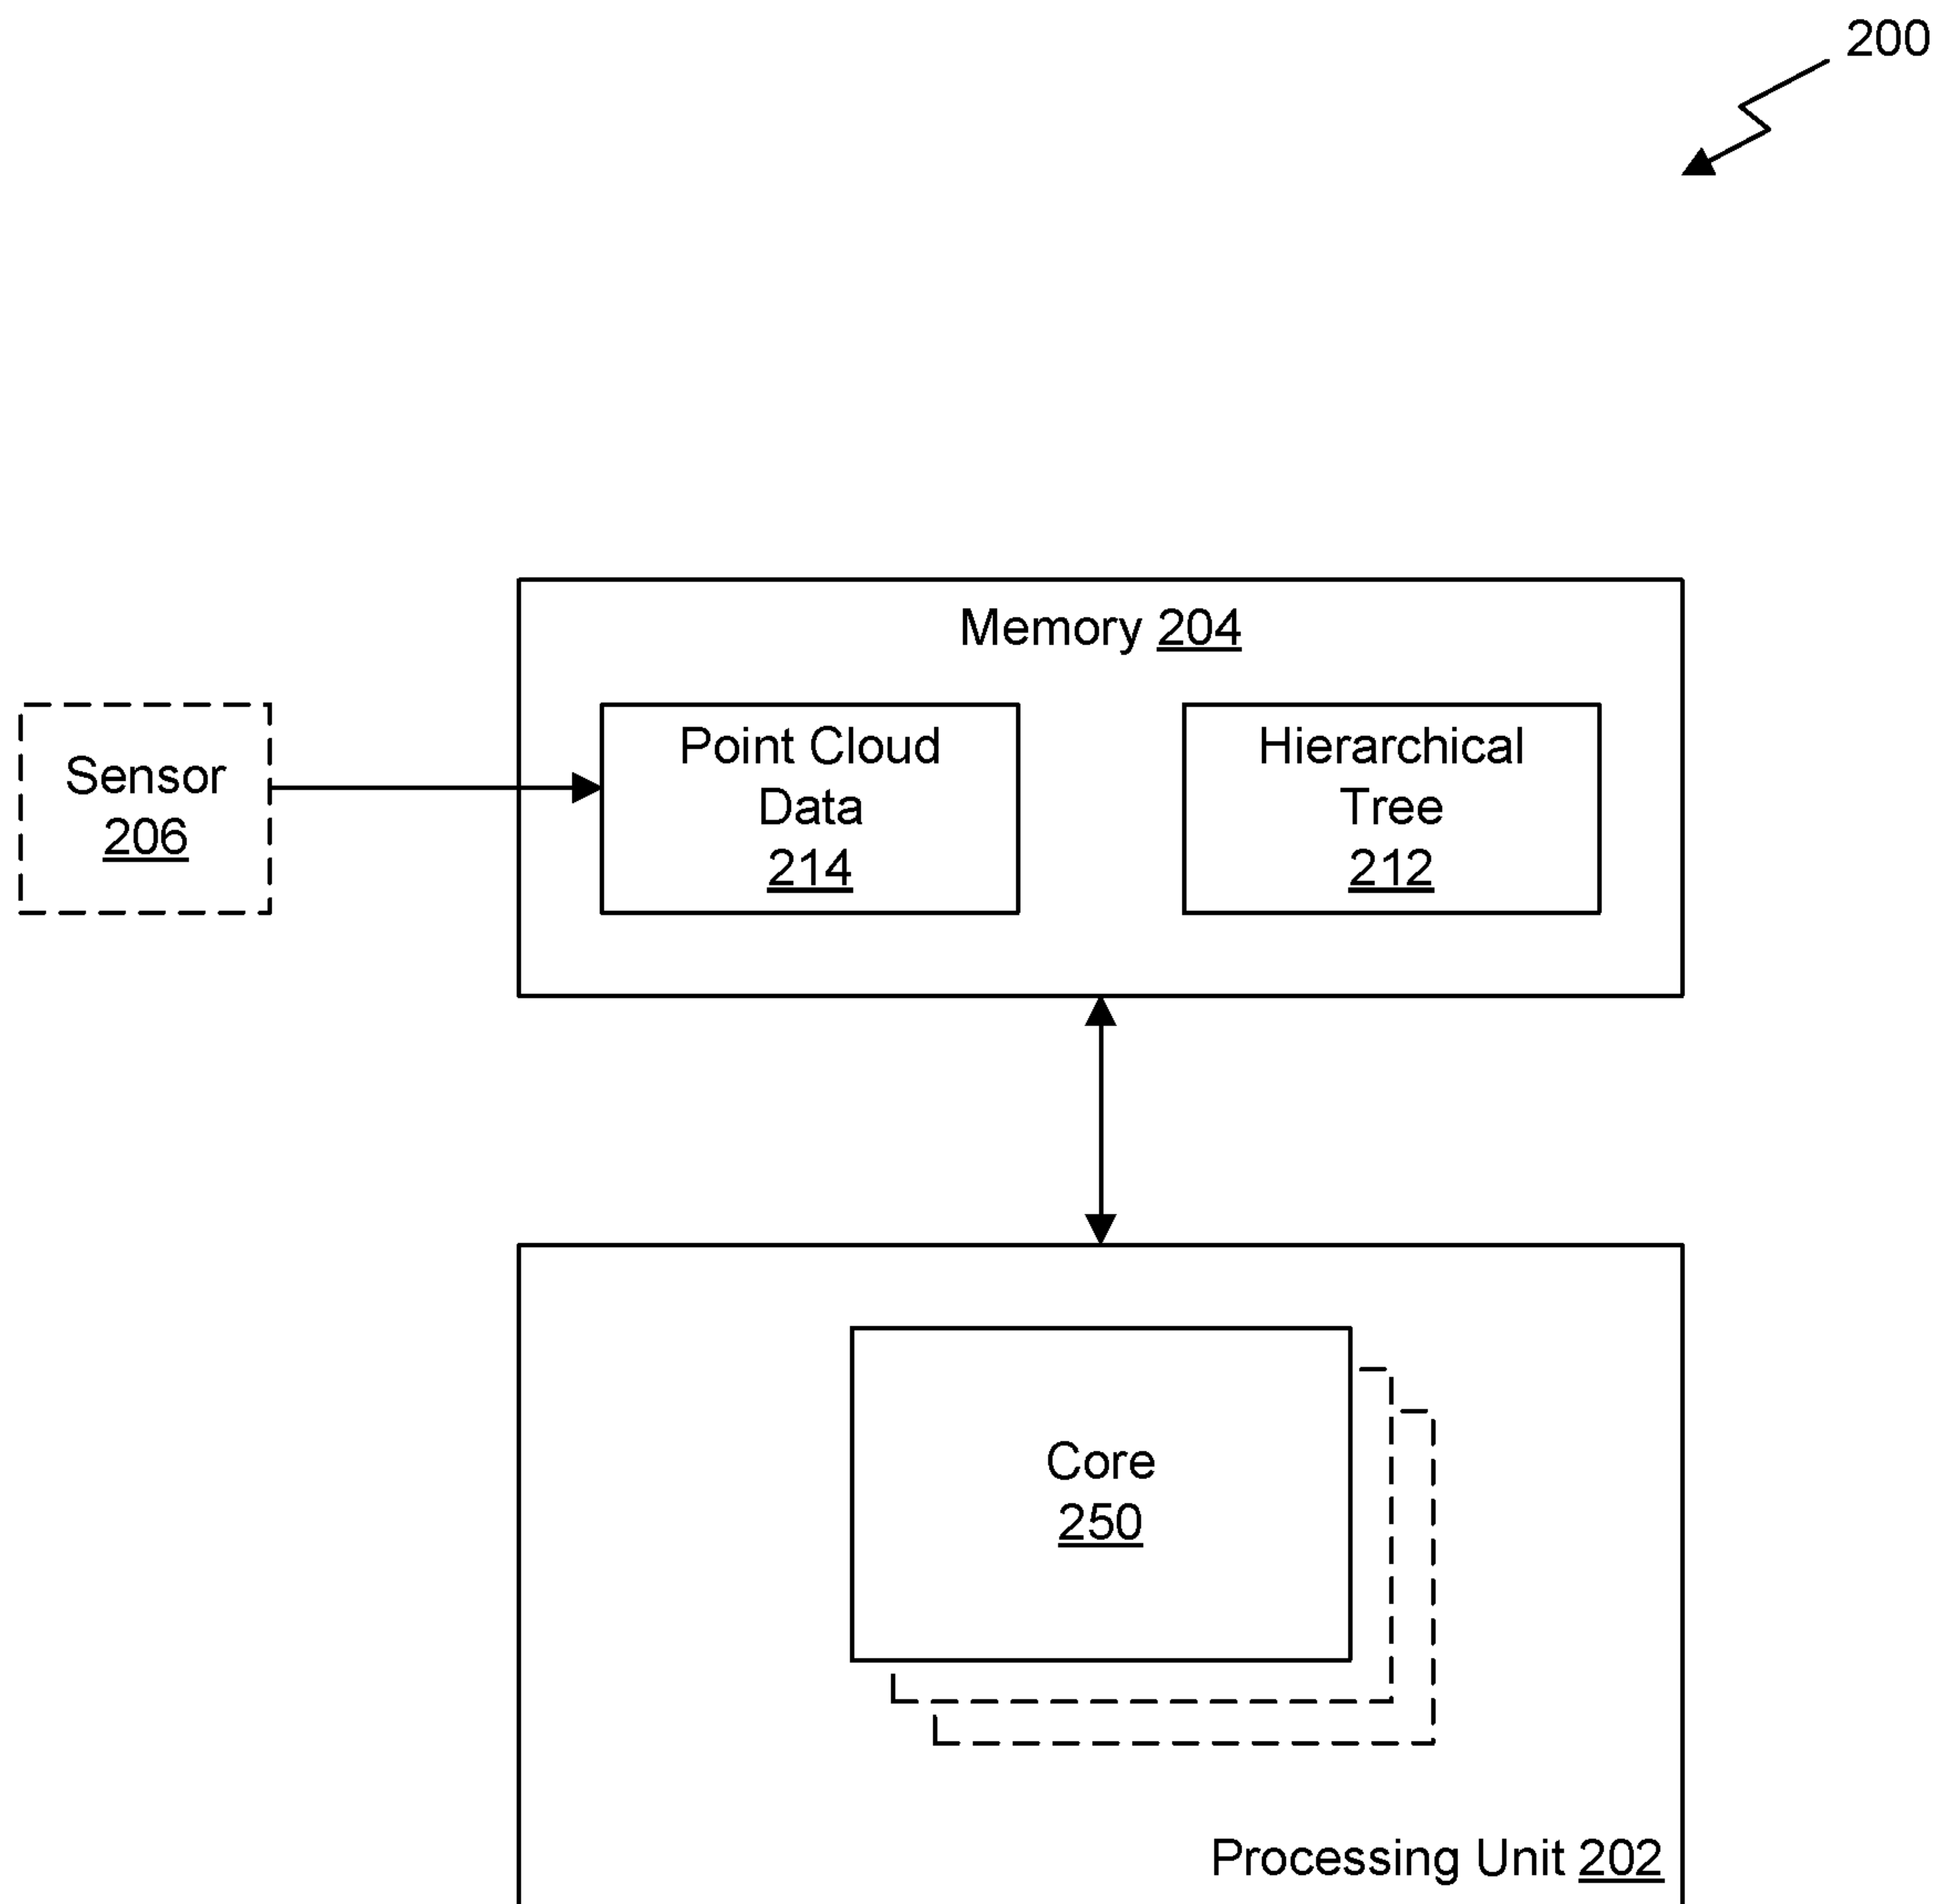 200
Memory 204
Sensor
206
Point Cloud
Data
214
Hierarchical
Tree
212
Core
250
Processing Unit 202